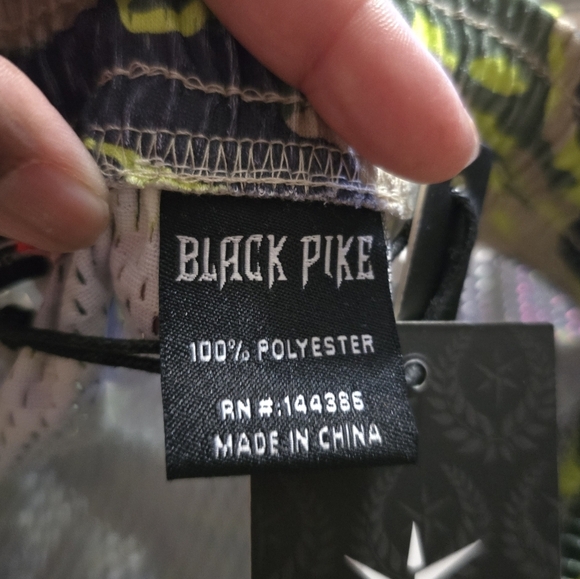 BLACK PIKE
100% POLYESTER
RN #:144386
MADE IN CHINA